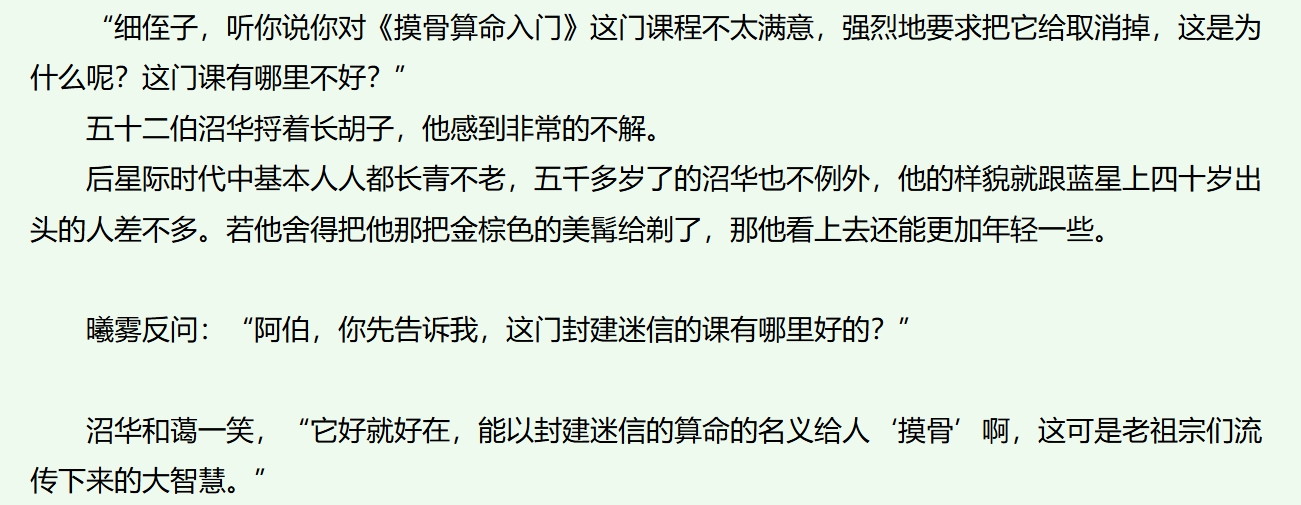 “细侄子，听你说你对《摸骨算命入门》这门课程不太满意，强烈地要求把它给取消掉，这是为
什么呢？这门课有哪里不好？”
五十二伯沼华捋着长胡子，他感到非常的不解。
后星际时代中基本人人都长青不老，五千多岁了的沼华也不例外，他的样貌就跟蓝星上四十岁出
头的人差不多。若他舍得把他那把金棕色的美髯给剃了，那他看上去还能更加年轻一些。
曦雾反问：“阿伯，你先告诉我，这门封建迷信的课有哪里好的？”
沼华和蔼一笑，“它好就好在，能以封建迷信的算命的名义给人‘摸骨’啊，这可是老祖宗们流
传下来的大智慧。”